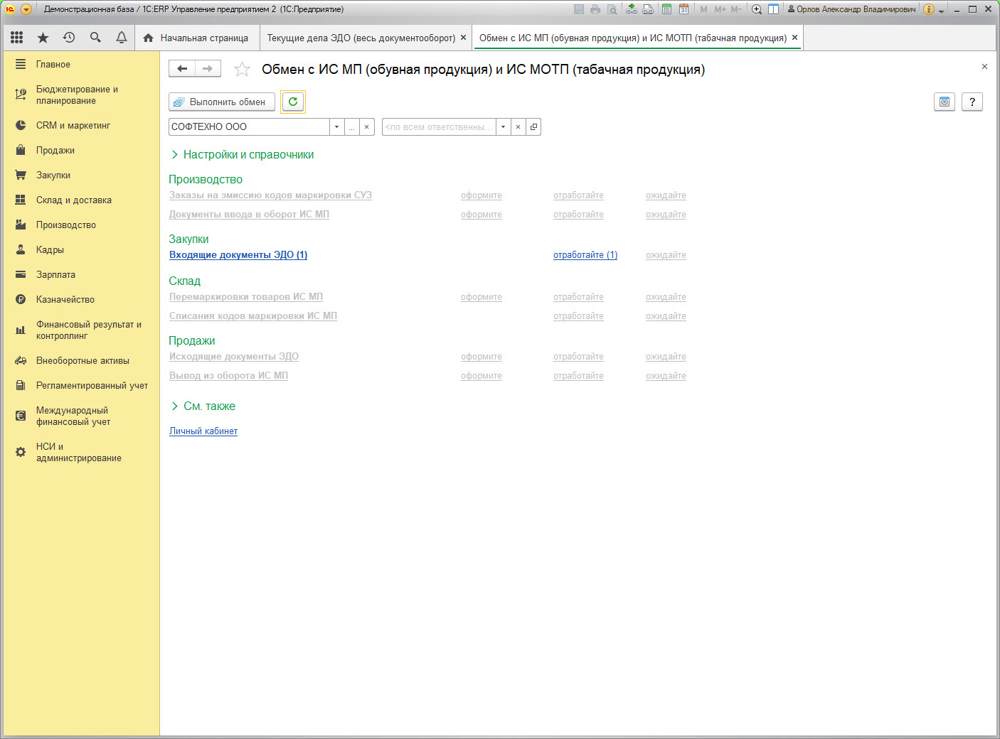 Демонстрационная база / 1С:ERP Управление предприятием 2 (1С:Предприятие)
M M+ M-
Орлов Александр Владимирович
Начальная страница
Текущие дела ЭДО (весь документооборот)
Обмен с ИС МП (обувная продукция) и ИС МОТП (табачная продукция)
Главное
Бюджетирование и
планирование
CRM и маркетинг
Продажи
Закупки
Склад и доставка
Производство
Кадры
Зарплата
Казначейство
Финансовый результат и
контроллинг
Внеоборотные активы
Регламентированный учет
Международный
финансовый учет
НСИ и
администрирование
Обмен с ИС МП (обувная продукция) и ИС МОТП (табачная продукция)
Выполнить обмен
?
СОФТЕХНО ООО
...
<по всем ответственны...
Настройки и справочники
Производство
Заказы на эмиссию кодов маркировки СУЗ оформите отработайте ожидайте
Документы ввода в оборот ИС МП оформите отработайте ожидайте
Закупки
Входящие документы ЭДО (1) отработайте (1) ожидайте
Склад
Перемаркировки товаров ИС МП оформите отработайте ожидайте
Списания кодов маркировки ИС МП отработайте ожидайте
Продажи
Исходящие документы ЭДО оформите отработайте ожидайте
Вывод из оборота ИС МП оформите отработайте ожидайте
См. также
Личный кабинет